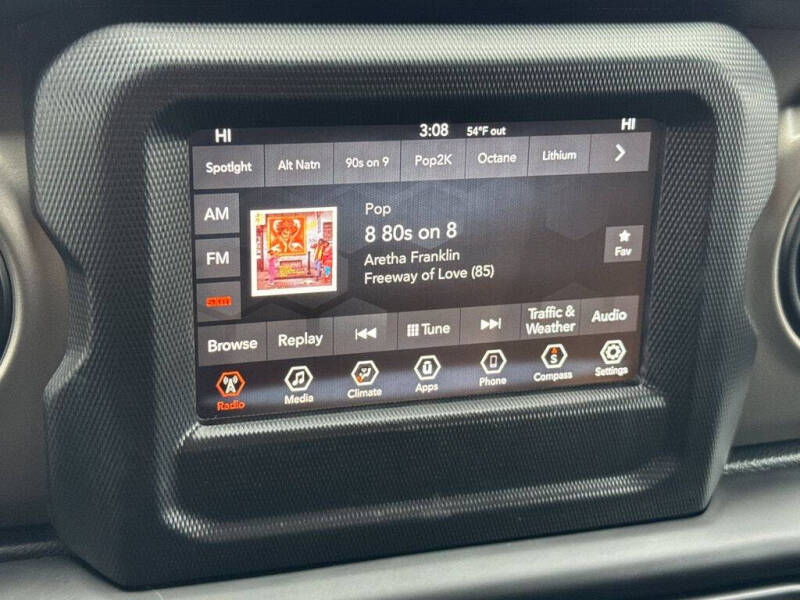 HI 3:08 54°F out HI
Spotlght Alt Natn 90s on 9 Pop2K Octane Lithium
AM
FM
SXM
Pop
8 80s on 8
Aretha Franklin
Freeway of Love (85)
Fav
Browse Replay Tune Traffic & Weather Audio
Radio Media Climate Apps Phone Compass Settings
S